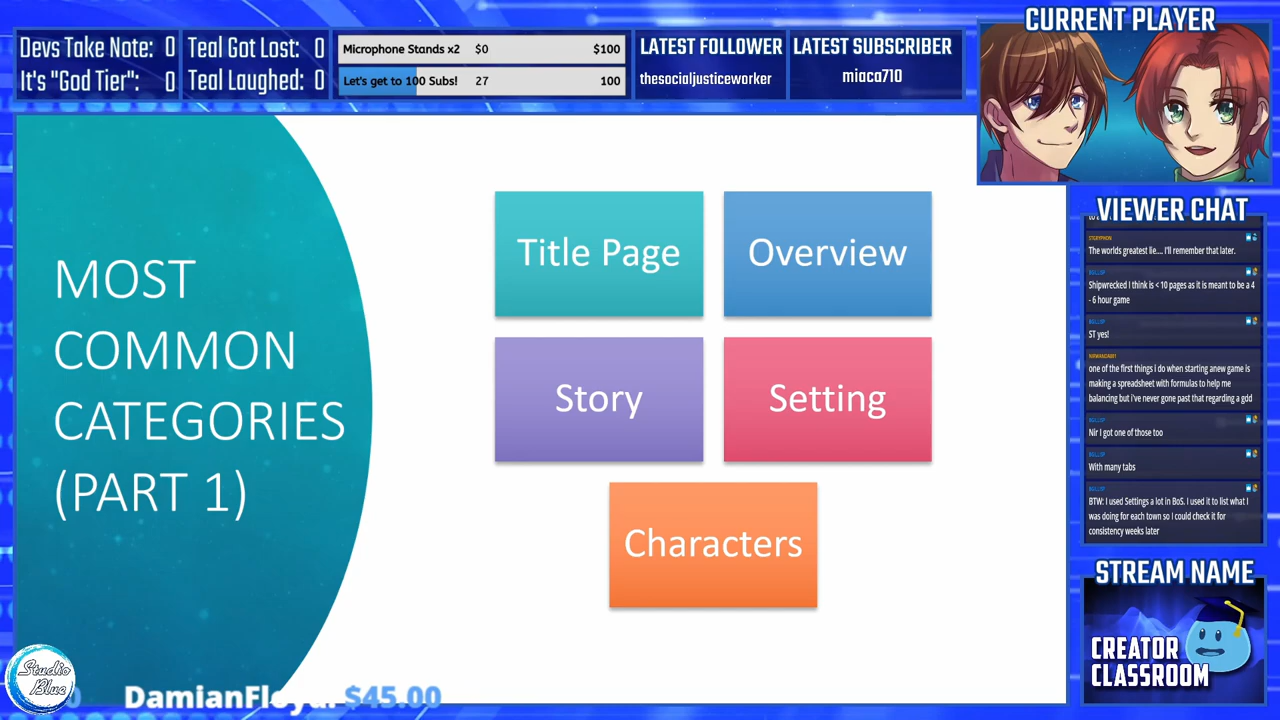 Devs Take Note: 0
It's "God Tier": 0
Teal Got Lost: 0
Teal Laughed: 0
Microphone Stands x2 $0 $100
Let's get to 100 Subs! 27 100
LATEST FOLLOWER
thesocialjusticeworker
LATEST SUBSCRIBER
miaca710
CURRENT PLAYER
MOST
COMMON
CATEGORIES
(PART 1)
Title Page
Overview
Story
Setting
Characters
VIEWER CHAT
The worlds greatest lie.... I'll remember that later.
Shipwrecked I think is < 10 pages as it is meant to be a 4
- 6 hour game
ST yes!
one of the first things i do when starting anew game is
making a spreadsheet with formulas to help me
balancing but i've never gone past that regarding a gdd
Nir I got one of those too
With many tabs
BTW: I used Settings a lot in BoS. I used it to list what I
was doing for each town so I could check it for
consistency weeks later
STREAM NAME
CREATOR
CLASSROOM
Studio
Blue
$45.00